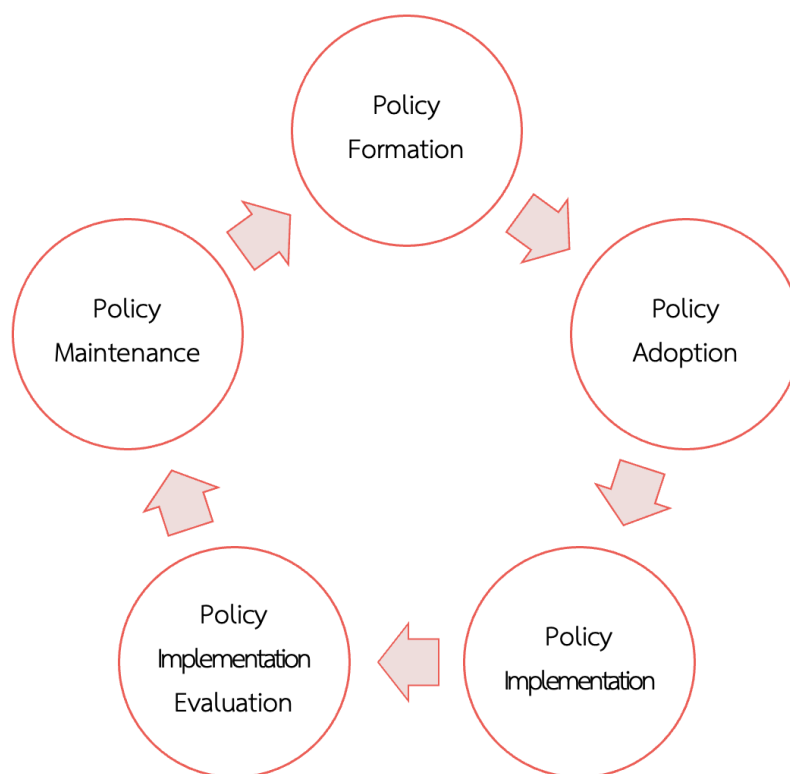 Policy
Formation
Policy
Adoption
Policy
Implementation
Policy
Implementation
Evaluation
Policy
Maintenance